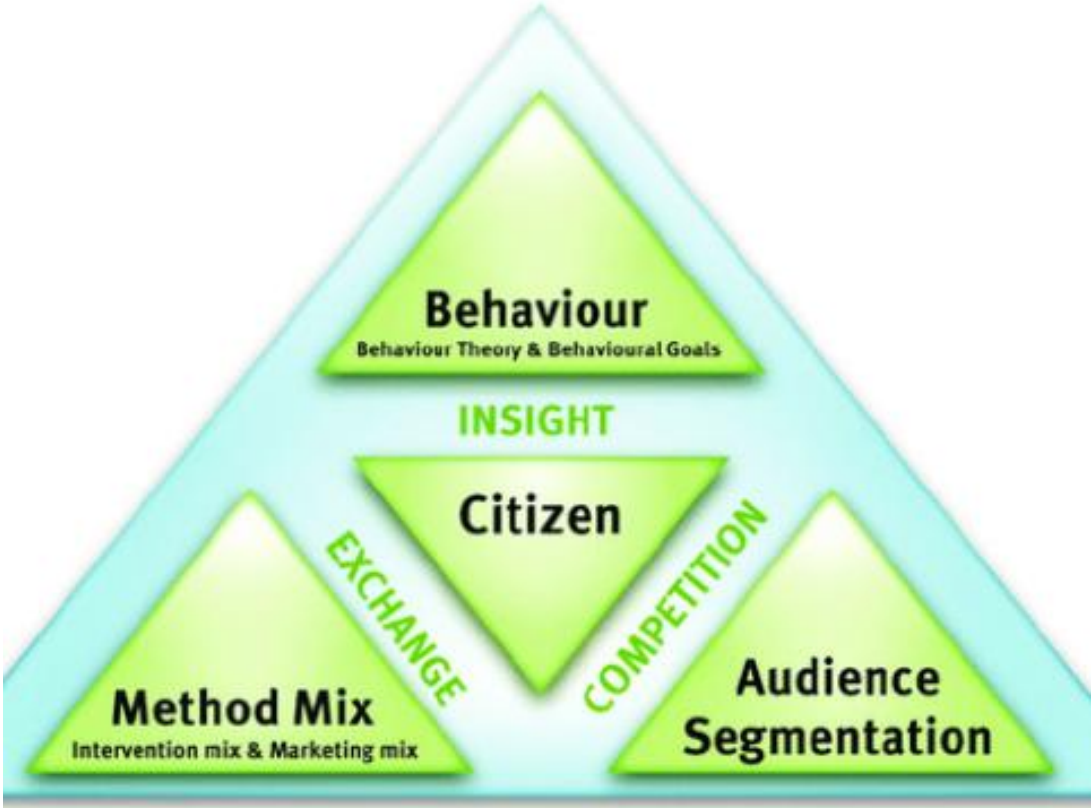 Behaviour
Behaviour Theory & Behavioural Goals
INSIGHT
Citizen
EXCHANGE
COMPETITION
Method Mix
Intervention mix & Marketing mix
Audience
Segmentation